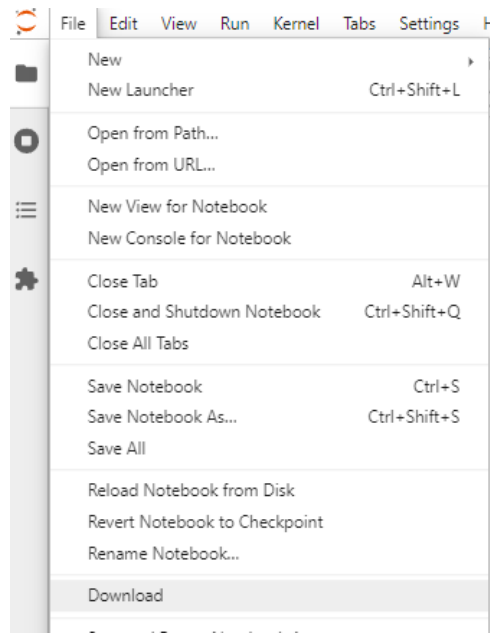 File Edit View Run Kernel Tabs Settings
New
New Launcher Ctrl+Shift+L
Open from Path...
Open from URL...
New View for Notebook
New Console for Notebook
Close Tab Alt+W
Close and Shutdown Notebook Ctrl+Shift+Q
Close All Tabs
Save Notebook Ctrl+S
Save Notebook As... Ctrl+Shift+S
Save All
Reload Notebook from Disk
Revert Notebook to Checkpoint
Rename Notebook...
Download